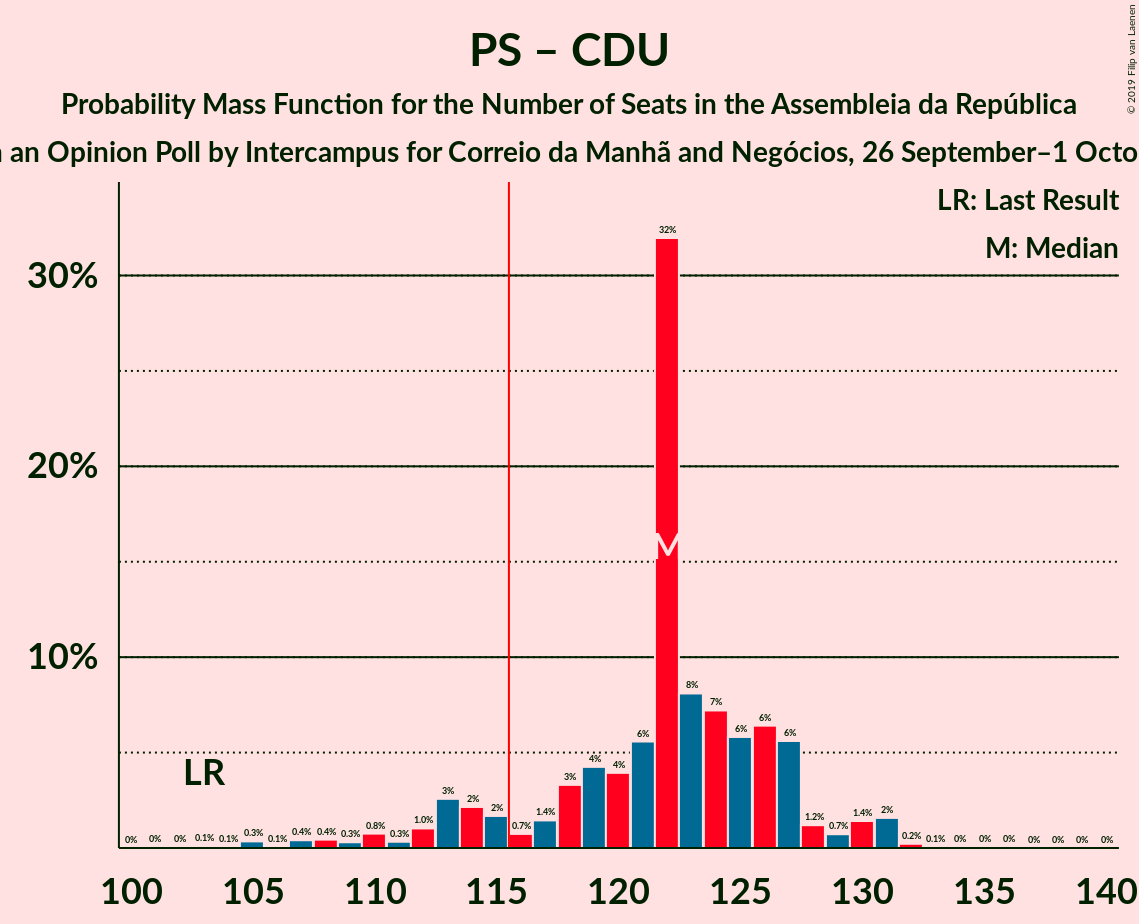 PS – CDU
Probability Mass Function for the Number of Seats in the Assembleia da República
an Opinion Poll by Intercampus for Correio da Manhã and Negócios, 26 September–1 Octo
© 2019 Filip van Laenen
LR: Last Result
M: Median
30%
20%
10%
32%
M
LR
0% 0% 0% 0.1% 0.1% 0.3% 0.1% 0.4% 0.4% 0.3% 0.8% 0.3% 1.0% 3% 2% 2% 0.7% 1.4% 3% 4% 4% 6% 8% 7% 6% 6% 6% 1.2% 0.7% 1.4% 2% 0.2% 0.1% 0% 0% 0% 0% 0% 0% 0%
100 105 110 115 120 125 130 135 140